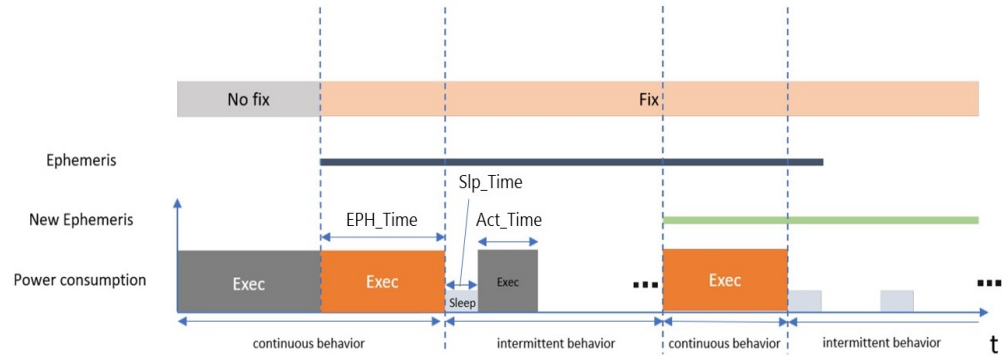 No fix
Fix
Ephemeris
Slp_Time
New Ephemeris
EPH_Time
Act_Time
Power consumption
Exec
Exec
Sleep
Exec
...
Exec
...
continuous behavior
intermittent behavior
continuous behavior
intermittent behavior
t